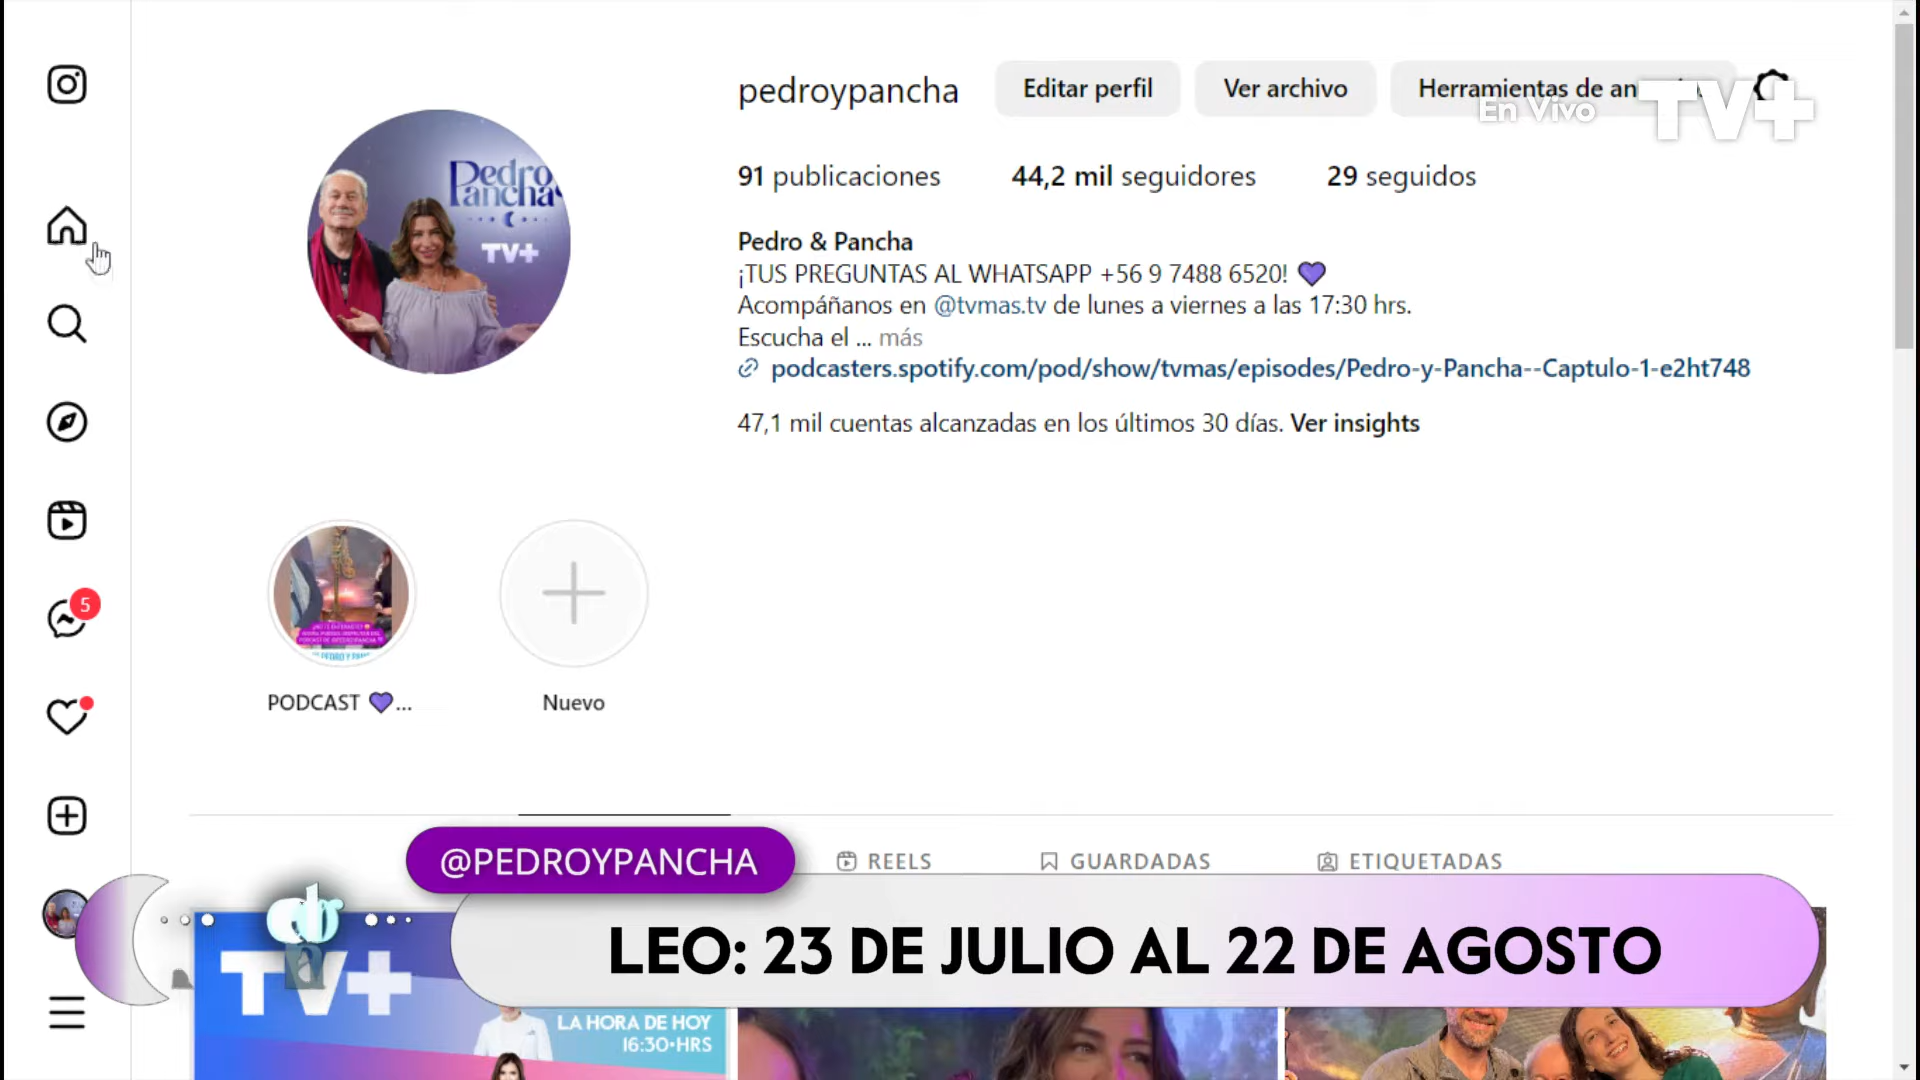 pedroypancha
Editar perfil
Ver archivo
Herramientas de an
En Vivo
TV+
91 publicaciones
44,2 mil seguidores
29 seguidos
Pedro
Pancha
TV+
Pedro & Pancha
¡TUS PREGUNTAS AL WHATSAPP +56 9 7488 6520! 💜
Acompáñanos en @tvmas.tv de lunes a viernes a las 17:30 hrs.
Escucha el ... más
podcasters.spotify.com/pod/show/tvmas/episodes/Pedro-y-Pancha--Captulo-1-e2ht748
47,1 mil cuentas alcanzadas en los últimos 30 días. Ver insights
5
PODCAST 💜...
Nuevo
@PEDROYPANCHA
REELS
GUARDADAS
ETIQUETADAS
LEO: 23 DE JULIO AL 22 DE AGOSTO
TV+
LA HORA DE HOY
16:30·HRS